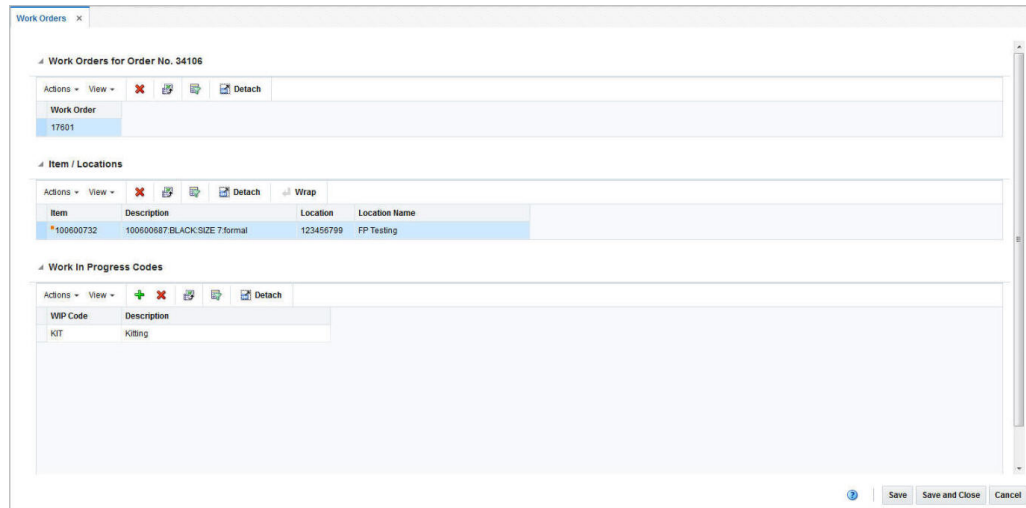 Work Orders ×
Work Orders for Order No. 34106
Actions View Detach
Work Order
17601
Item / Locations
Actions View Detach Wrap
Item Description Location Location Name
*100600732 100600687:BLACK:SIZE 7:formal 123456799 FP Testing
Work In Progress Codes
Actions View Detach
WIP Code Description
KIT Kitting
? Save Save and Close Cancel